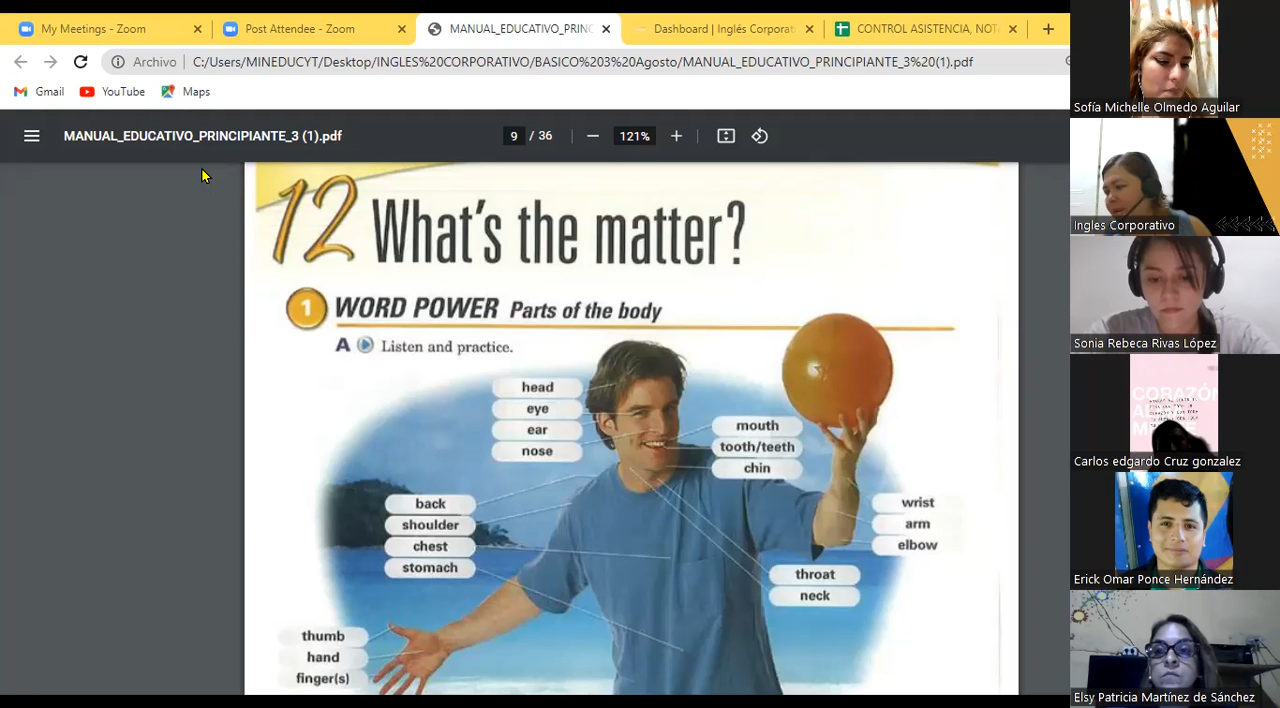 My Meetings - Zoom
Post Attendee - Zoom
MANUAL_EDUCATIVO_PRINC
Dashboard | Inglés Corporati
CONTROL ASISTENCIA, NOT
Archivo
C:/Users/MINEDUCYT/Desktop/INGLES%20CORPORATIVO/BASICO%203%20Agosto/MANUAL_EDUCATIVO_PRINCIPIANTE_3%20(1).pdf
Gmail
YouTube
Maps
MANUAL_EDUCATIVO_PRINCIPIANTE_3 (1).pdf
9 / 36
121%
12 What's the matter?
1 WORD POWER Parts of the body
A Listen and practice.
head
eye
ear
nose
mouth
tooth/teeth
chin
back
shoulder
chest
stomach
wrist
arm
elbow
throat
neck
thumb
hand
finger(s)
Sofía Michelle Olmedo Aguilar
Ingles Corporativo
Sonia Rebeca Rivas López
CORAZÓN
Carlos edgardo Cruz gonzalez
Erick Omar Ponce Hernández
Elsy Patricia Martínez de Sánchez